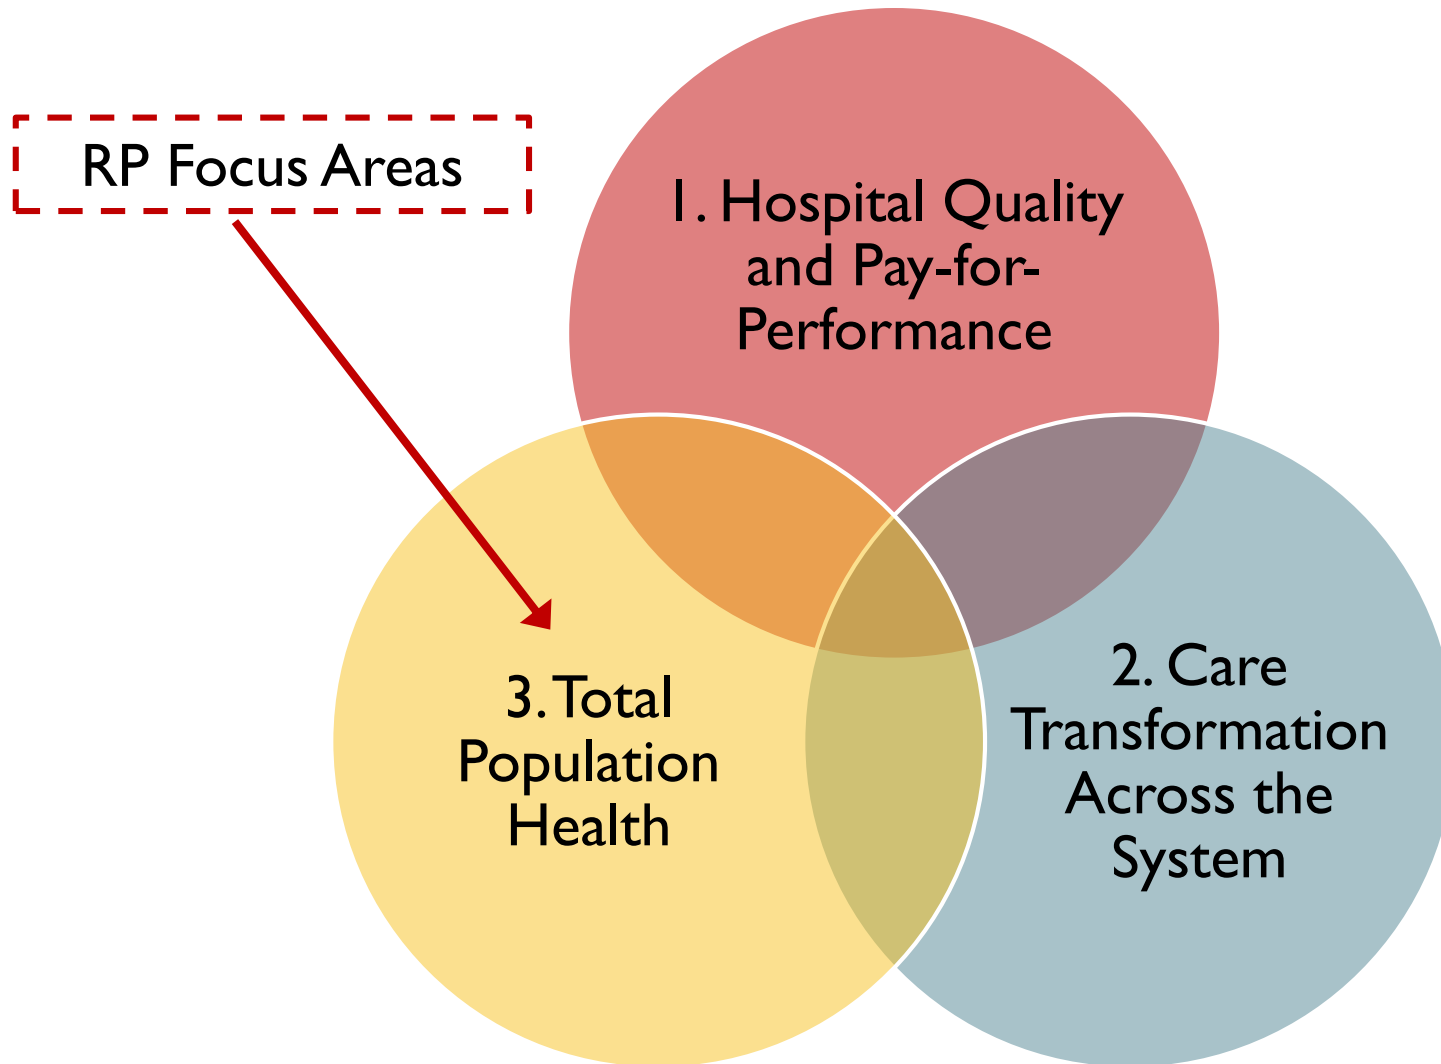 RP Focus Areas
1. Hospital Quality
and Pay-for-
Performance
3. Total
Population
Health
2. Care
Transformation
Across the
System